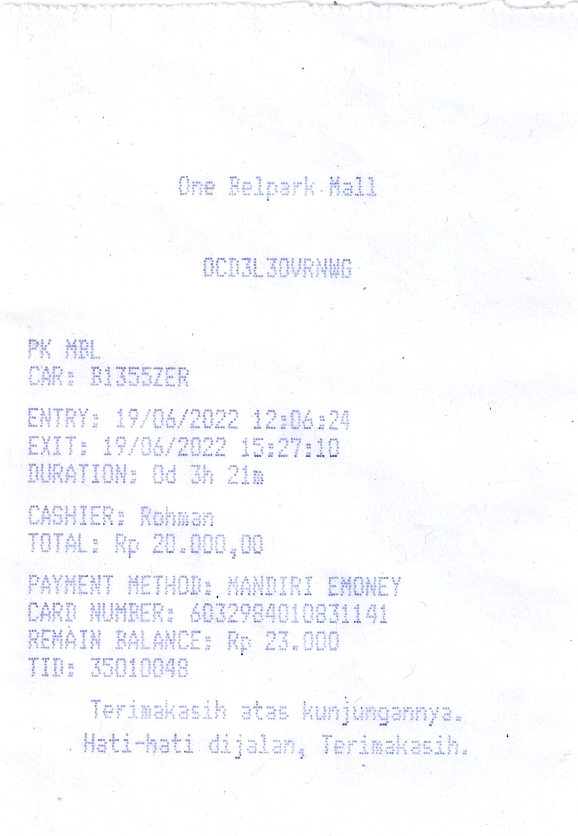 One Belpark Mall
OCD3L3OVRNWG
PK MBL
CAR: B1355ZER
ENTRY: 19/06/2022 12:06:24
EXIT: 19/06/2022 15:27:10
DURATION: 0d 3h 21m
CASHIER: Rohman
TOTAL: Rp 20.000,00
PAYMENT METHOD: MANDIRI EMONEY
CARD NUMBER: 6032984010831141
REMAIN BALANCE: Rp 23.000
TID: 35010048
Terimakasih atas kunjungannya.
Hati-hati dijalan, Terimakasih.